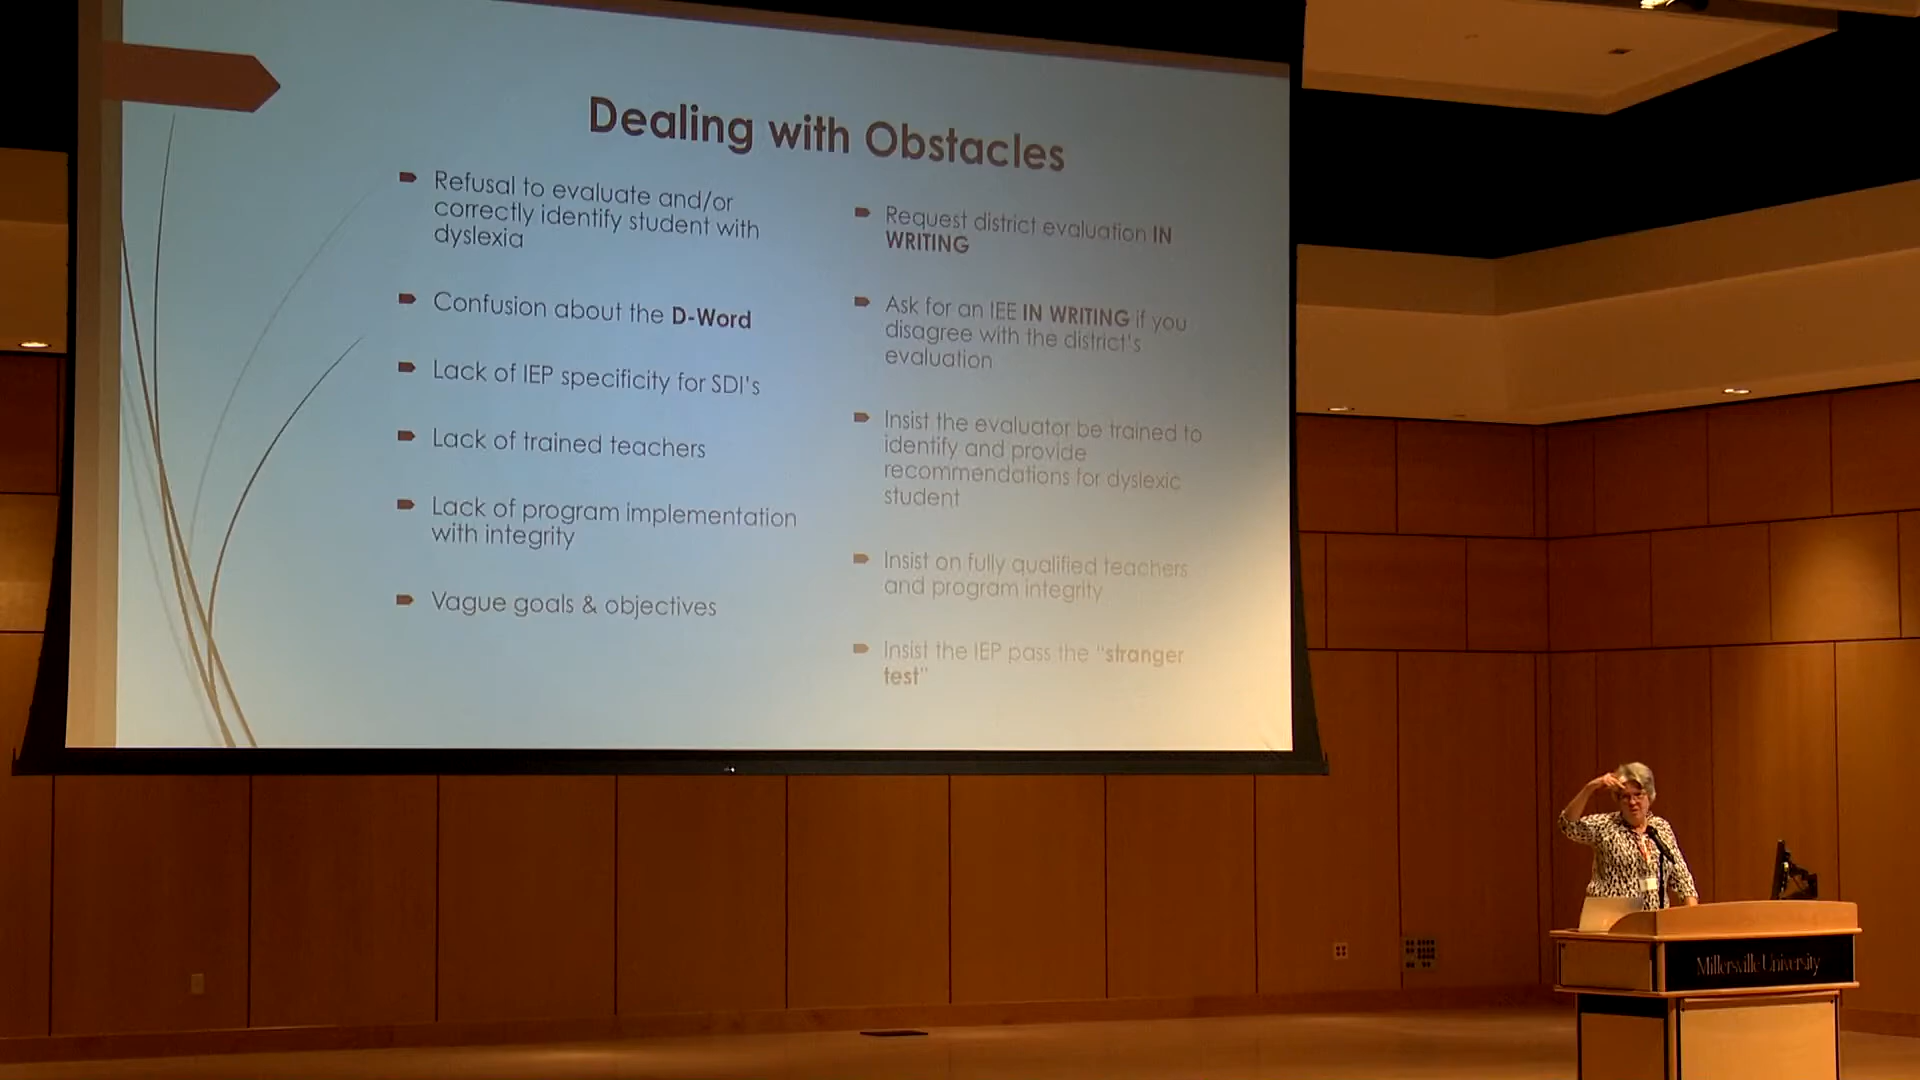 Dealing with Obstacles
Refusal to evaluate and/or
correctly identify student with
dyslexia
Confusion about the D-Word
Lack of IEP specificity for SDI's
Lack of trained teachers
Lack of program implementation
with integrity
Vague goals & objectives
Request district evaluation IN
WRITING
Ask for an IEE IN WRITING if you
disagree with the district's
evaluation
Insist the evaluator be trained to
identify and provide
recommendations for dyslexic
student
Insist on fully qualified teachers
and program integrity
Insist the IEP pass the "stranger
test"
Millersville University